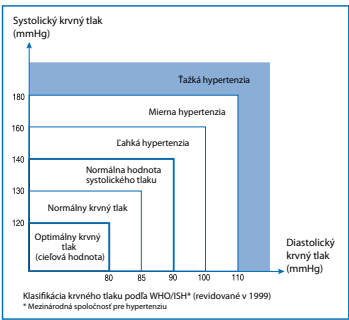 Systolický krvný tlak
(mmHg)
Ťažká hypertenzia
180
Mierna hypertenzia
160
Ľahká hypertenzia
140
Normálna hodnota
systolického tlaku
130
Normálny krvný tlak
120
Optimálny krvný
tlak
(cieľová hodnota)
Diastolický
krvný tlak
(mmHg)
80 85 90 100 110
Klasifikácia krvného tlaku podľa WHO/ISH* (revidované v 1999)
* Mezinárodná spoločnosť pre hypertenziu